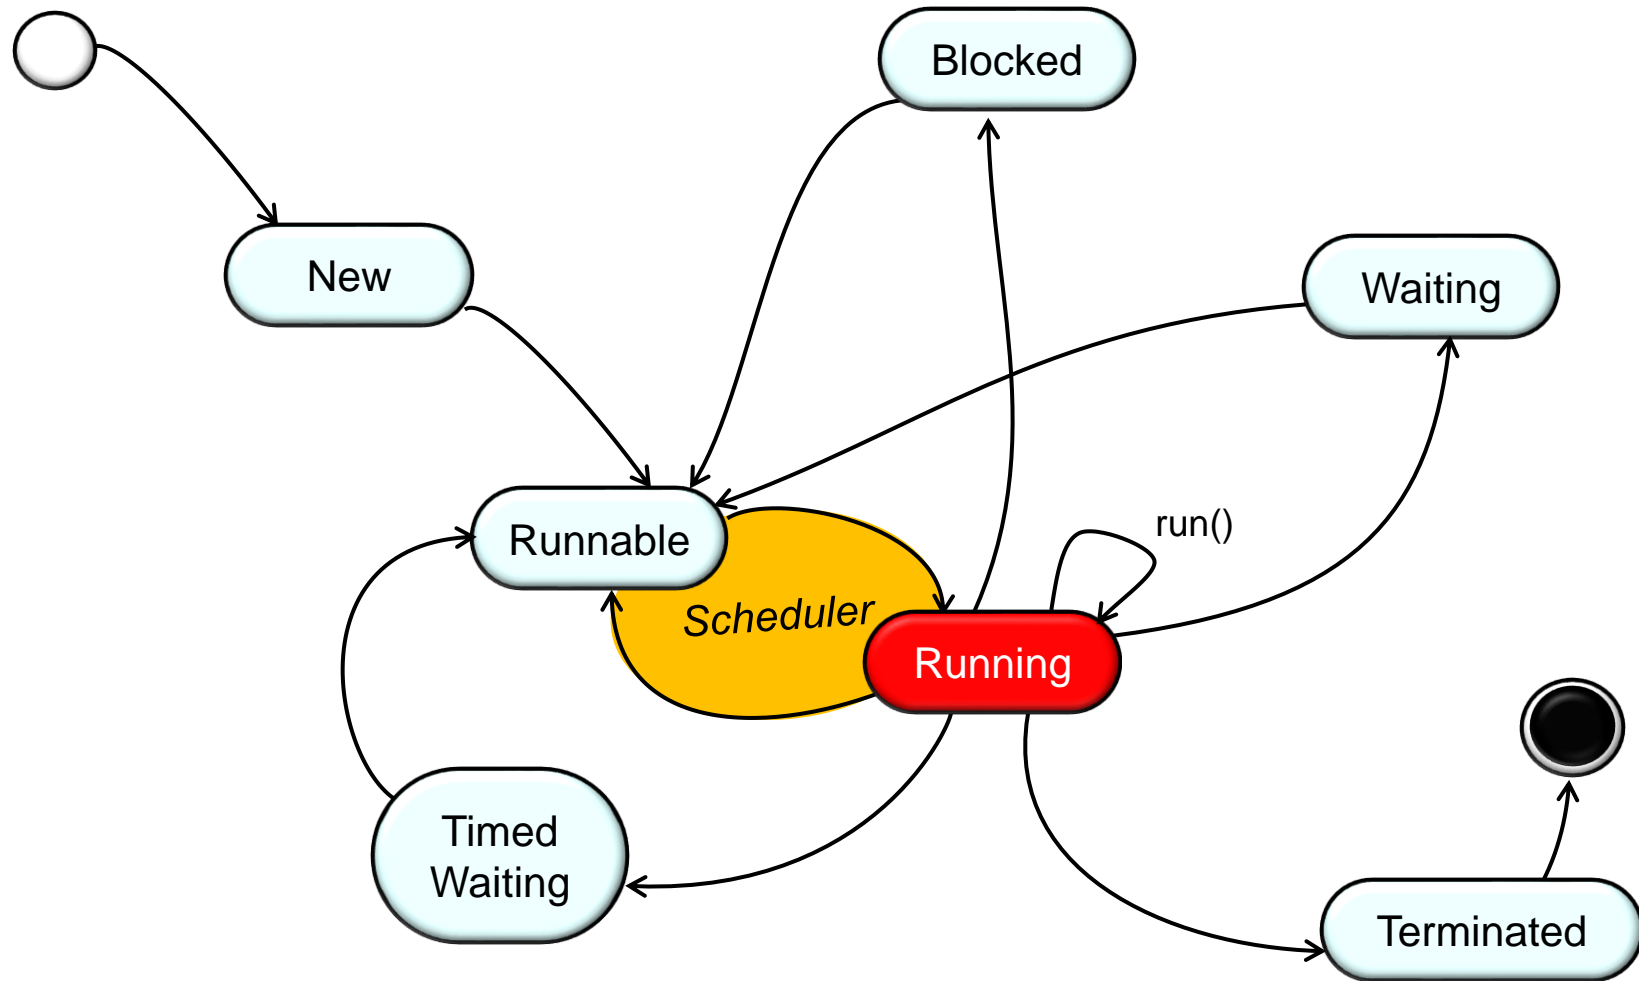 Blocked
New
Waiting
Runnable
run()
Scheduler
Running
Timed
Waiting
Terminated